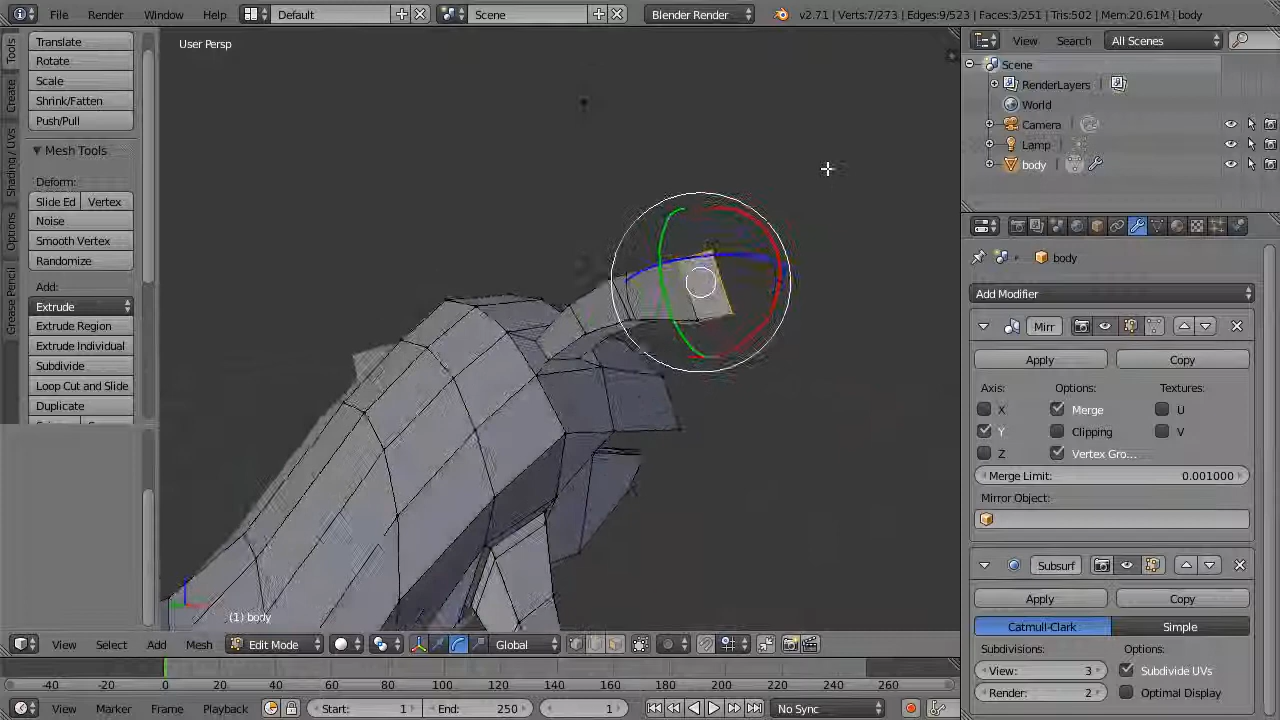 File Render Window Help Default Scene Blender Render v2.71 | Verts:7/273 | Edges:9/523 | Faces:3/251 | Tris:502 | Mem:20.61M | body
Tools
Create
Shading / UVs
Options
Grease Pencil
Translate
Rotate
Scale
Shrink/Fatten
Push/Pull
Mesh Tools
Deform:
Slide Ed Vertex
Noise
Smooth Vertex
Randomize
Add:
Extrude
Extrude Region
Extrude Individual
Subdivide
Loop Cut and Slide
Duplicate
User Persp
(1) body
View Select Add Mesh Edit Mode Global
-40 -20 0 20 40 60 80 100 120 140 160 180 200 220 240 260
View Marker Frame Playback Start: 1 End: 250 1 No Sync
View Search All Scenes
Scene
RenderLayers
World
Camera
Lamp
body
body
Add Modifier
Mirr
Apply Copy
Axis: Options: Textures:
X Merge U
Y Clipping V
Z Vertex Gro...
Merge Limit: 0.001000
Mirror Object:
Subsurf
Apply Copy
Catmull-Clark Simple
Subdivisions: Options:
View: 3 Subdivide UVs
Render: 2 Optimal Display